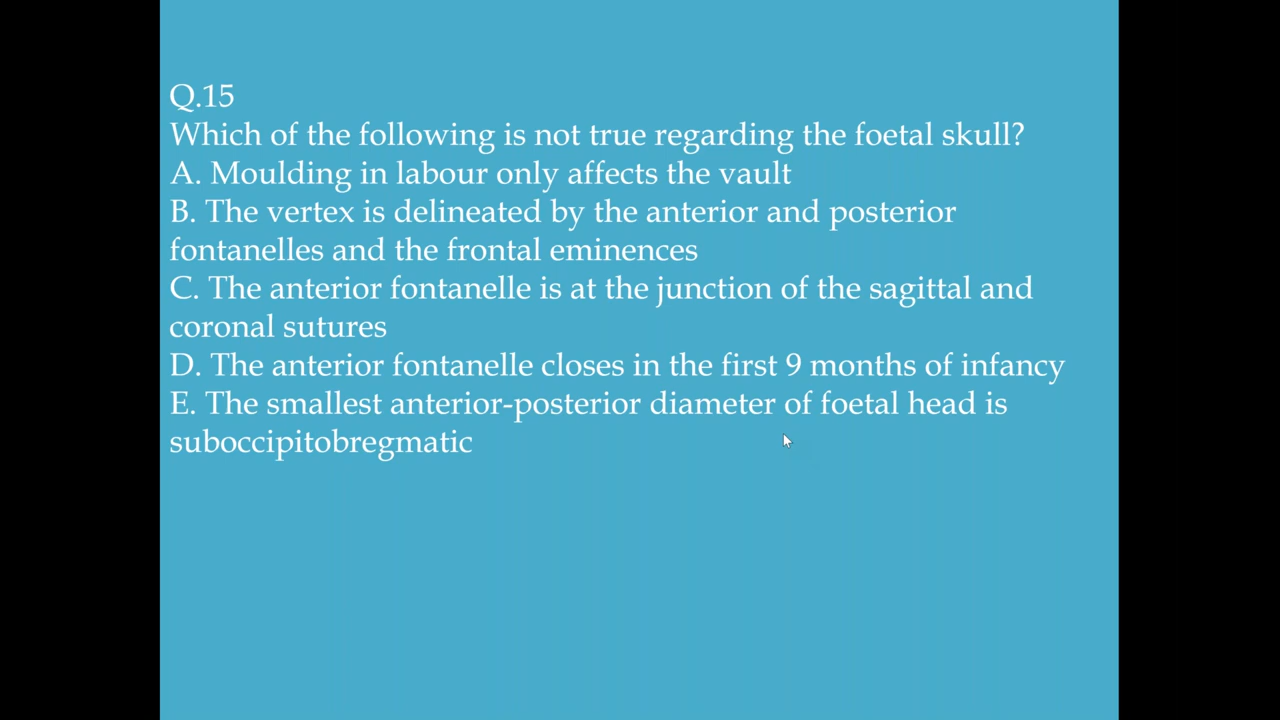 Q.15
Which of the following is not true regarding the foetal skull?
A. Moulding in labour only affects the vault
B. The vertex is delineated by the anterior and posterior
fontanelles and the frontal eminences
C. The anterior fontanelle is at the junction of the sagittal and
coronal sutures
D. The anterior fontanelle closes in the first 9 months of infancy
E. The smallest anterior-posterior diameter of foetal head is
suboccipitobregmatic